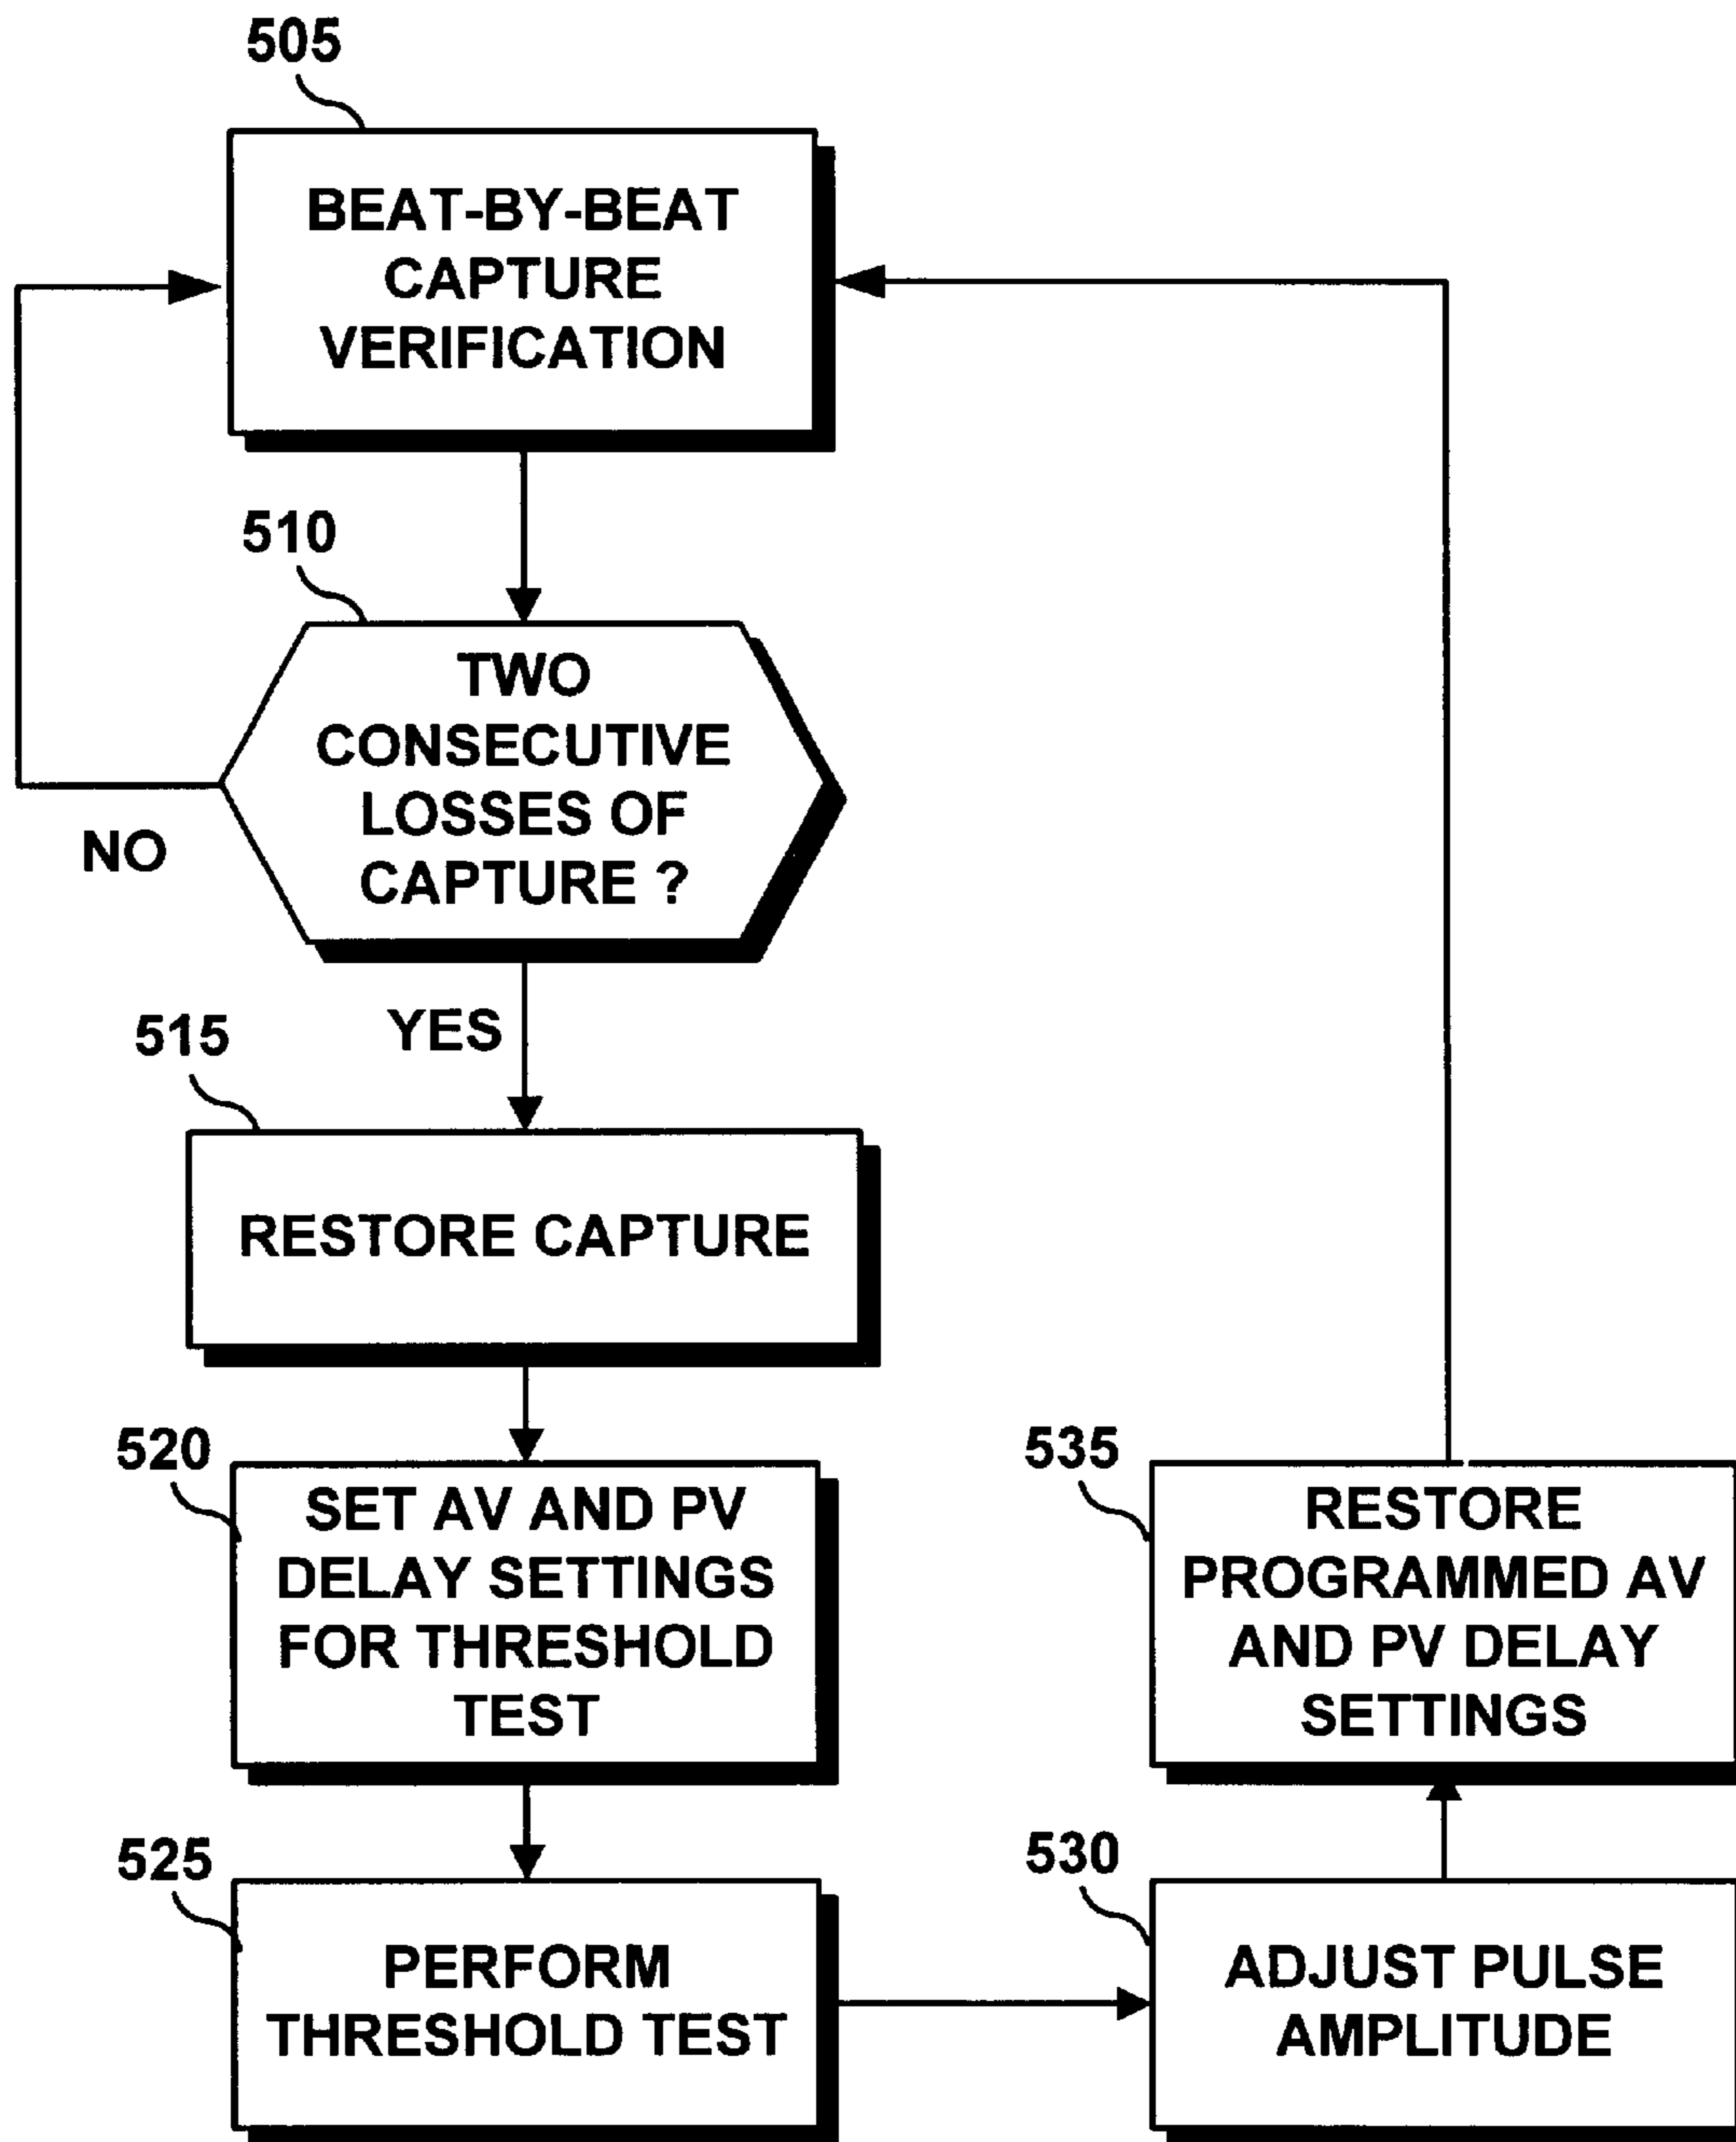 505
BEAT-BY-BEAT
CAPTURE
VERIFICATION
510
TWO
CONSECUTIVE
LOSSES OF
CAPTURE ?
NO
YES
515
RESTORE CAPTURE
520
SET AV AND PV
DELAY SETTINGS
FOR THRESHOLD
TEST
525
PERFORM
THRESHOLD TEST
530
ADJUST PULSE
AMPLITUDE
535
RESTORE
PROGRAMMED AV
AND PV DELAY
SETTINGS